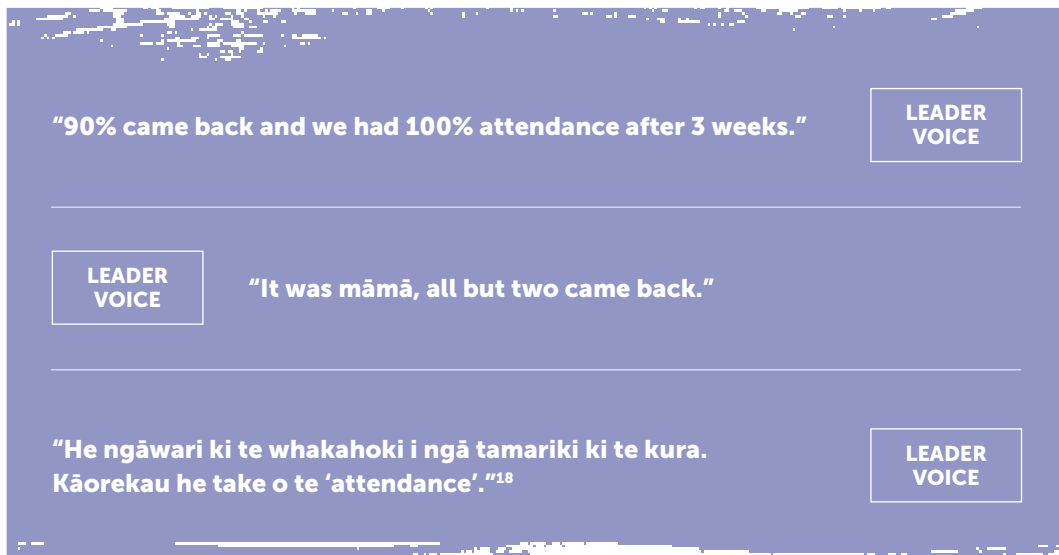 “90% came back and we had 100% attendance after 3 weeks.”
LEADER
VOICE
LEADER
VOICE
“It was māmā, all but two came back.”
“He ngāwari ki te whakahoki i ngā tamariki ki te kura.
Kāorekau he take o te ‘attendance’.”¹⁸
LEADER
VOICE